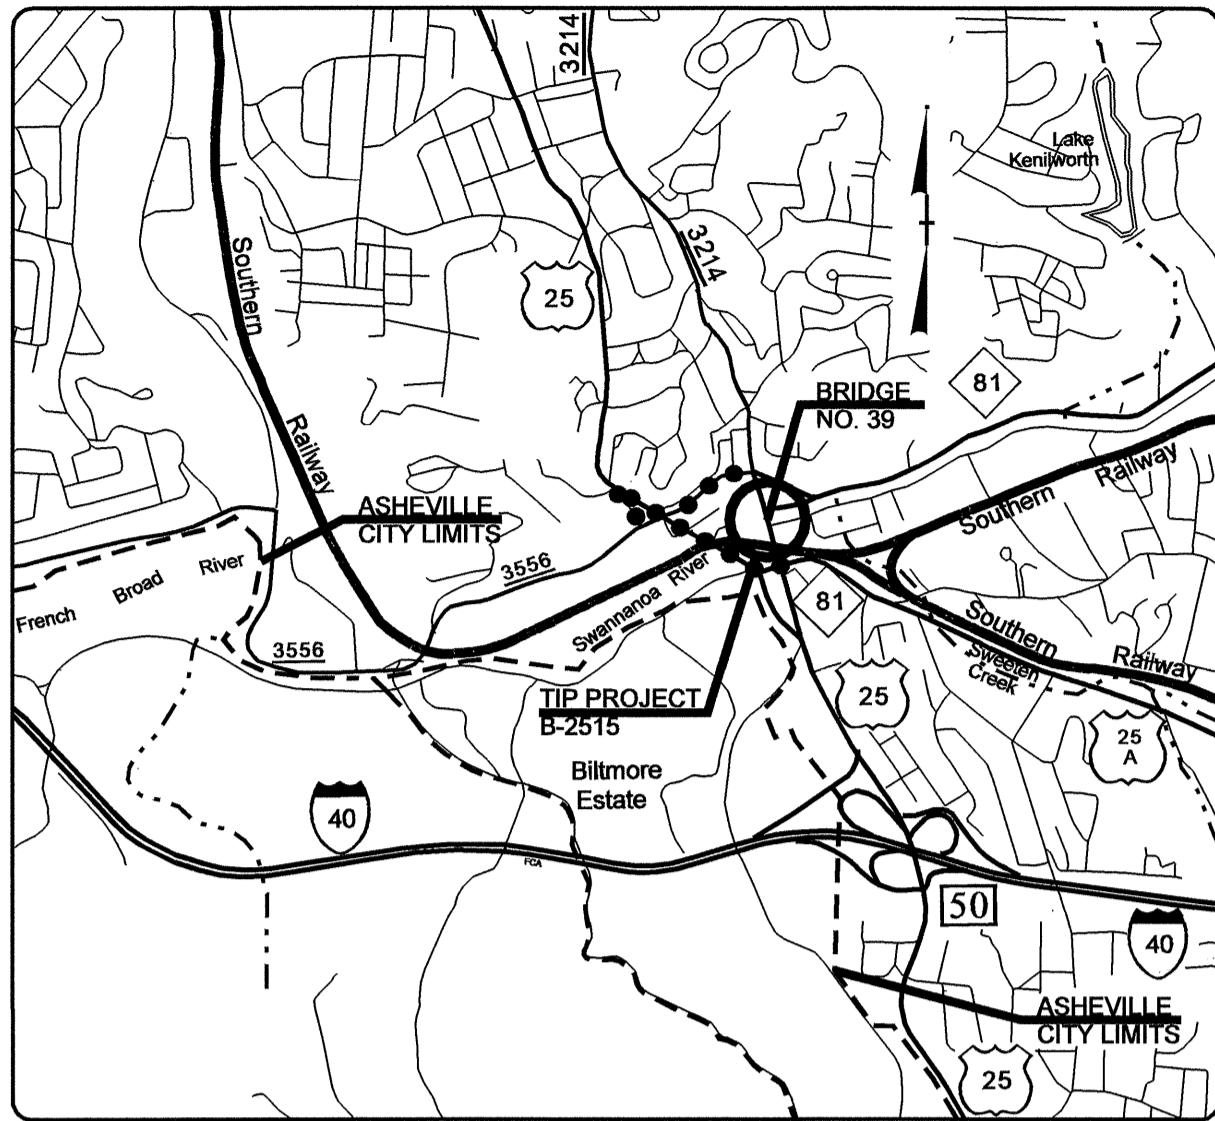 3214
Lake
Kenilworth
3214
Southern
25
81
BRIDGE
NO. 39
Railway
Railway
Southern
ASHEVILLE
CITY LIMITS
3556
French Broad River
Swannanoa River
81
3556
Southern
Railway
Sweeten
Creek
25
TIP PROJECT
B-2515
25
A
Biltmore
Estate
40
FCA
50
40
ASHEVILLE
CITY LIMITS
25